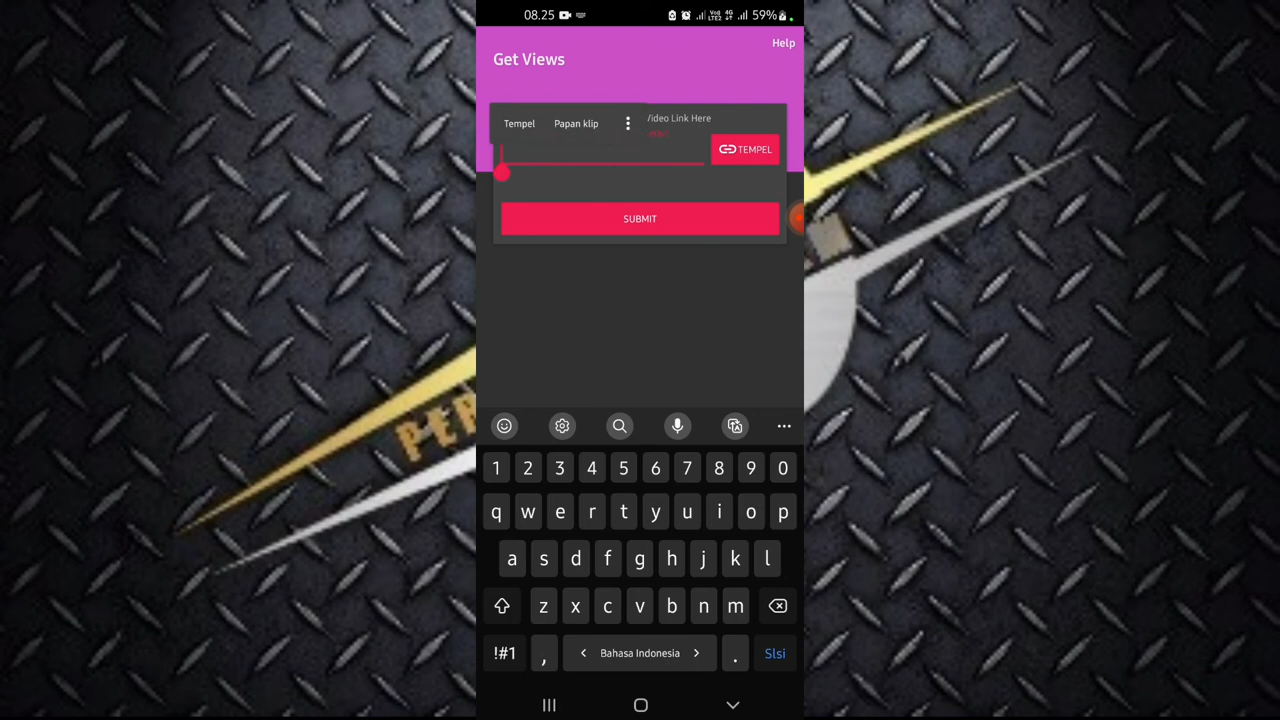 08.25 59%
Help
Get Views
Tempel Papan klip
Video Link Here
TEMPEL
SUBMIT
1 2 3 4 5 6 7 8 9 0
q w e r t y u i o p
a s d f g h j k l
z x c v b n m
!#1 , < Bahasa Indonesia > . Slsi